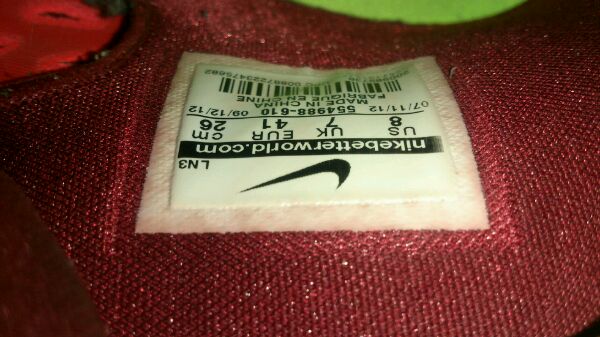 LN3
nikebetterworld.com
US UK EUR cm
8 7 41 26
07/11/12 554988-610 09/12/12
MADE IN CHINA
FABRIQUE EN CHINE